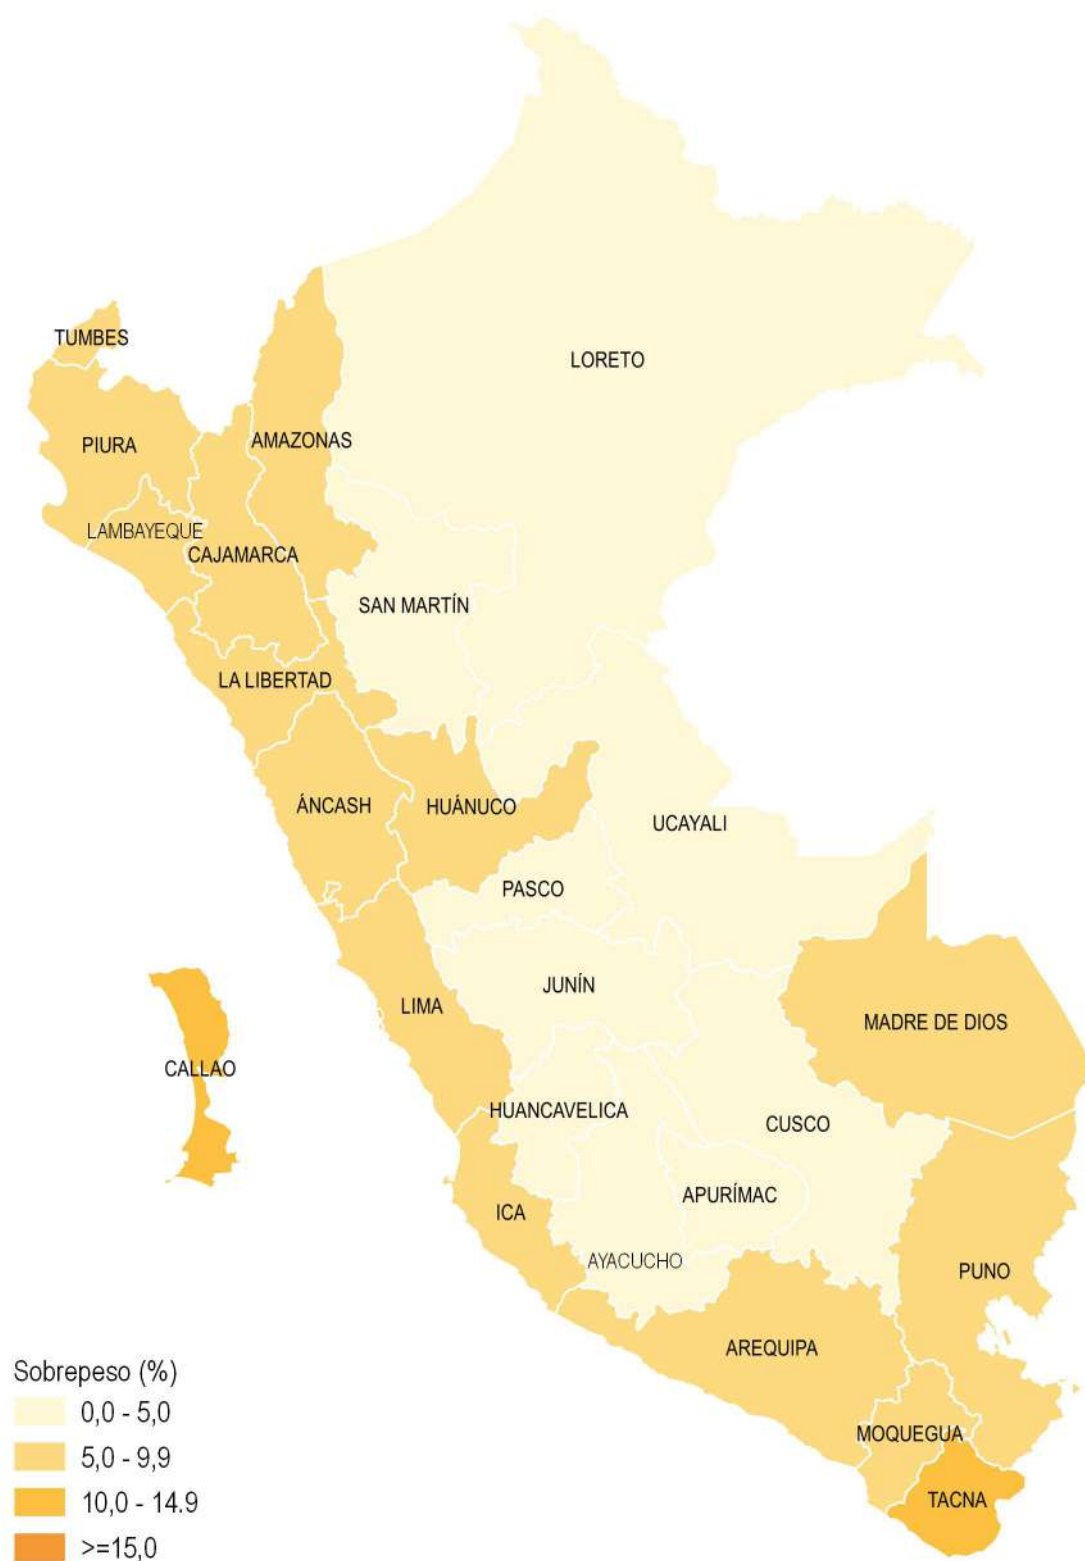 TUMBES
LORETO
PIURA
AMAZONAS
LAMBAYEQUE
CAJAMARCA
SAN MARTÍN
LA LIBERTAD
ÁNCASH
HUÁNUCO
UCAYALI
PASCO
JUNÍN
LIMA
MADRE DE DIOS
CALLAO
HUANCAVELICA
CUSCO
APURÍMAC
ICA
AYACUCHO
PUNO
AREQUIPA
MOQUEGUA
TACNA
Sobrepeso (%)
0,0 - 5,0
5,0 - 9,9
10,0 - 14.9
>=15,0